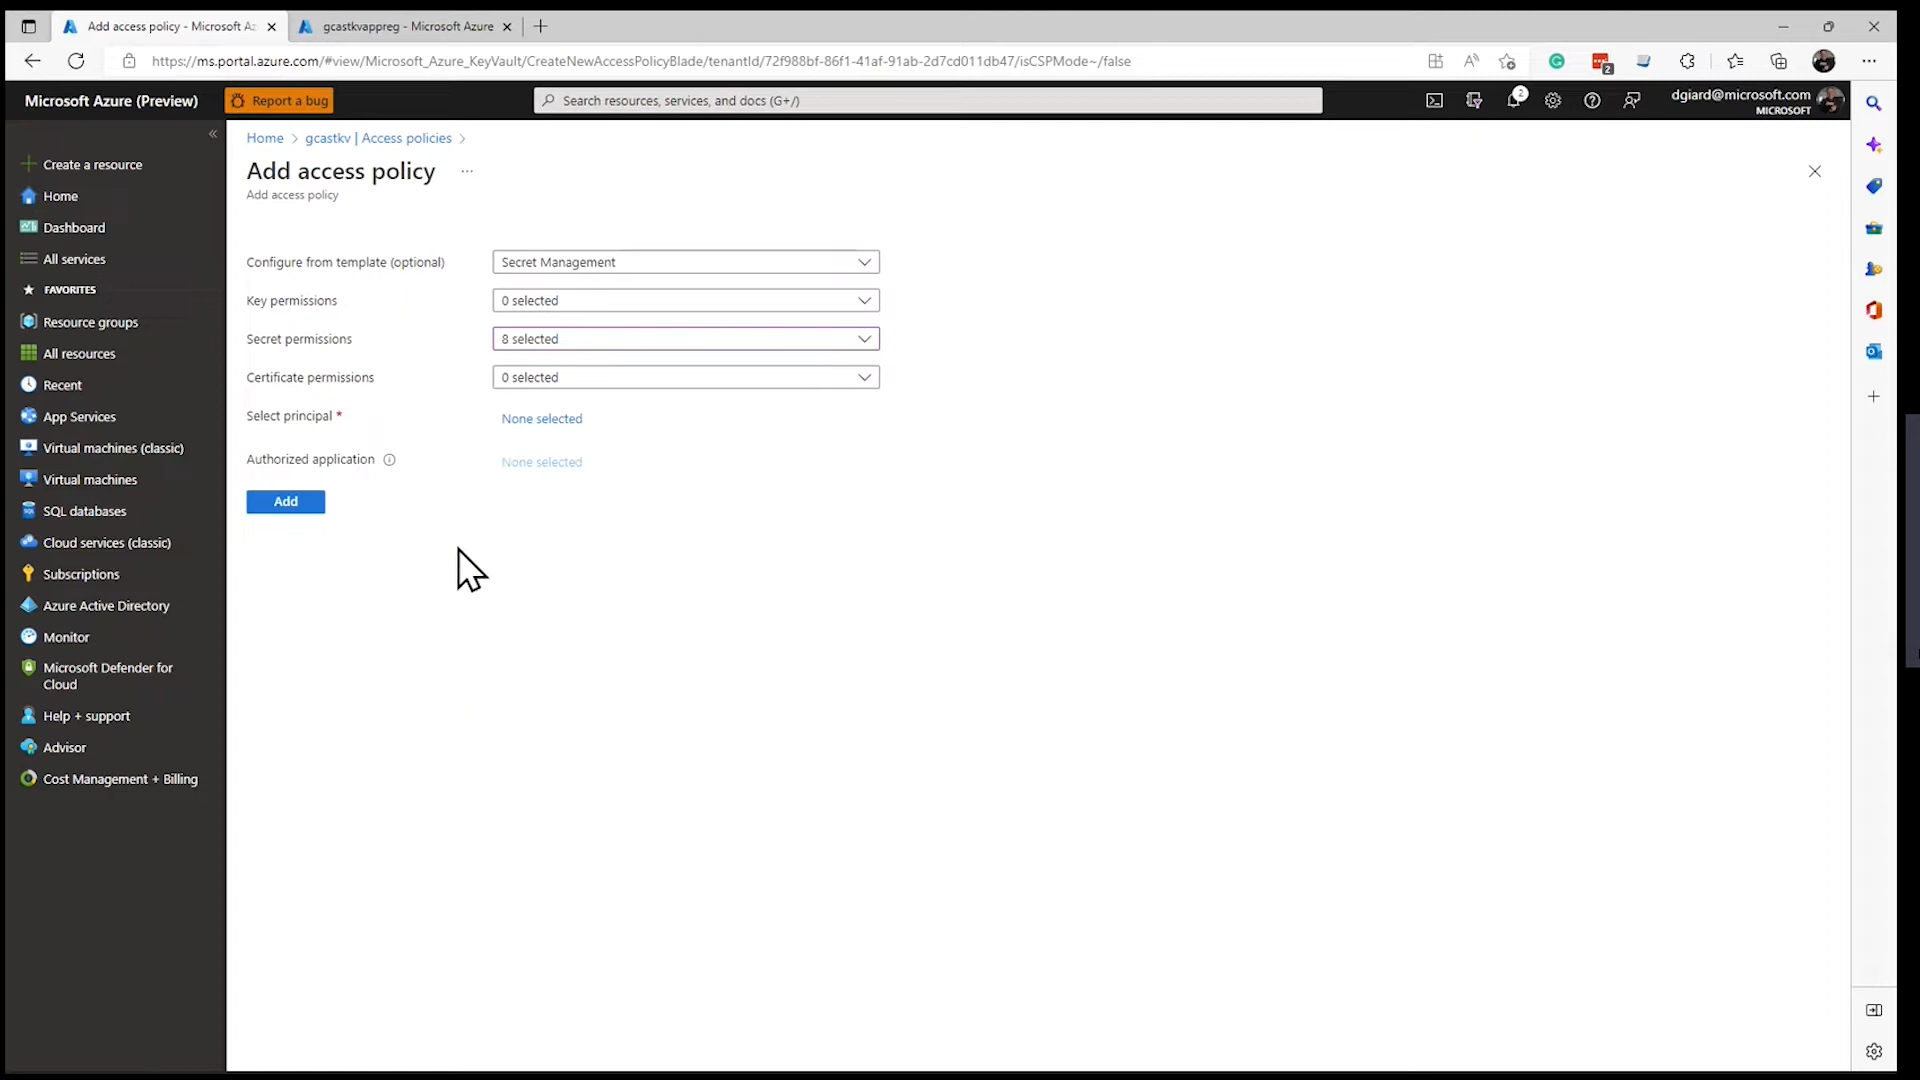 Add access policy - Microsoft Az
gcastkvappreg - Microsoft Azure
https://ms.portal.azure.com/#view/Microsoft_Azure_KeyVault/CreateNewAccessPolicyBlade/tenantId/72f988bf-86f1-41af-91ab-2d7cd011db47/isCSPMode~/false
2
Microsoft Azure (Preview)
Report a bug
Search resources, services, and docs (G+/)
2
dgiard@microsoft.com
MICROSOFT
Create a resource
Home
Dashboard
All services
FAVORITES
Resource groups
All resources
Recent
App Services
Virtual machines (classic)
Virtual machines
SQL databases
Cloud services (classic)
Subscriptions
Azure Active Directory
Monitor
Microsoft Defender for
Cloud
Help + support
Advisor
Cost Management + Billing
Home > gcastkv | Access policies >
Add access policy ...
Add access policy
Configure from template (optional) Secret Management
Key permissions 0 selected
Secret permissions 8 selected
Certificate permissions 0 selected
Select principal * None selected
Authorized application None selected
Add